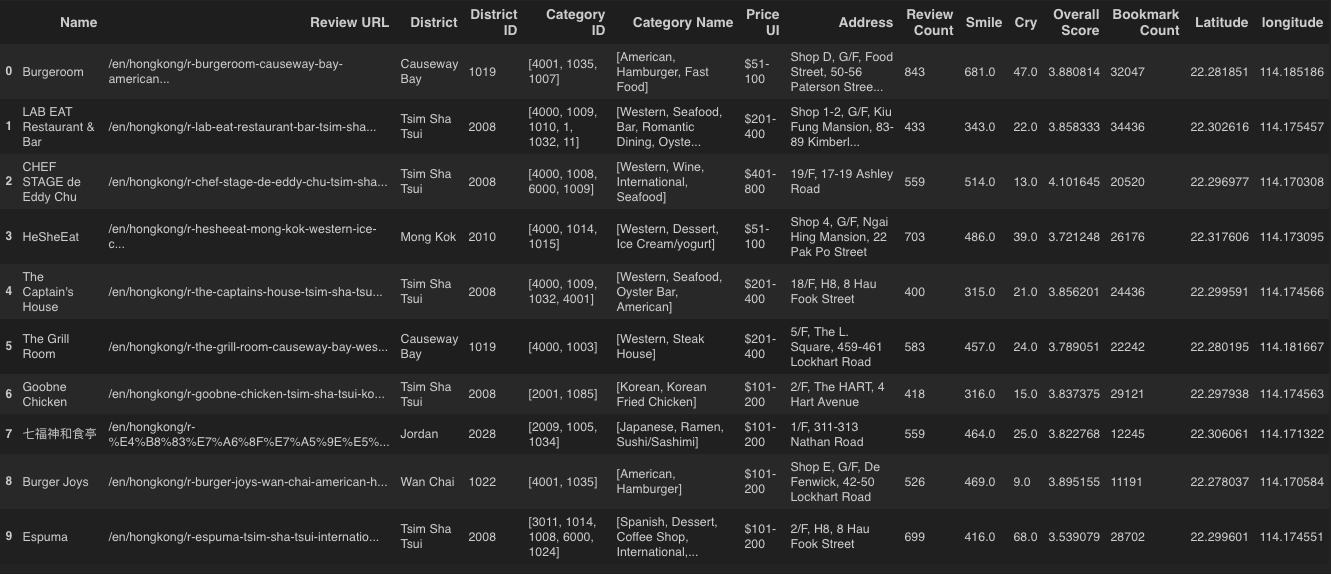 Name Review URL District District ID Category ID Category Name Price UI Address Review Count Smile Cry Overall Score Bookmark Count Latitude longitude
0 Burgeroom /en/hongkong/r-burgeroom-causeway-bay-american... Causeway Bay 1019 [4001, 1035, 1007] [American, Hamburger, Fast Food] $51-100 Shop D, G/F, Food Street, 50-56 Paterson Stree... 843 681.0 47.0 3.880814 32047 22.281851 114.185186
1 LAB EAT Restaurant & Bar /en/hongkong/r-lab-eat-restaurant-bar-tsim-sha... Tsim Sha Tsui 2008 [4000, 1009, 1010, 1, 1032, 11] [Western, Seafood, Bar, Romantic Dining, Oyste... $201-400 Shop 1-2, G/F, Kiu Fung Mansion, 83-89 Kimberl... 433 343.0 22.0 3.858333 34436 22.302616 114.175457
2 CHEF STAGE de Eddy Chu /en/hongkong/r-chef-stage-de-eddy-chu-tsim-sha... Tsim Sha Tsui 2008 [4000, 1008, 6000, 1009] [Western, Wine, International, Seafood] $401-800 19/F, 17-19 Ashley Road 559 514.0 13.0 4.101645 20520 22.296977 114.170308
3 HeSheEat /en/hongkong/r-hesheeat-mong-kok-western-ice-c... Mong Kok 2010 [4000, 1014, 1015] [Western, Dessert, Ice Cream/yogurt] $51-100 Shop 4, G/F, Ngai Hing Mansion, 22 Pak Po Street 703 486.0 39.0 3.721248 26176 22.317606 114.173095
4 The Captain's House /en/hongkong/r-the-captains-house-tsim-sha-tsu... Tsim Sha Tsui 2008 [4000, 1009, 1032, 4001] [Western, Seafood, Oyster Bar, American] $201-400 18/F, H8, 8 Hau Fook Street 400 315.0 21.0 3.856201 24436 22.299591 114.174566
5 The Grill Room /en/hongkong/r-the-grill-room-causeway-bay-wes... Causeway Bay 1019 [4000, 1003] [Western, Steak House] $201-400 5/F, The L. Square, 459-461 Lockhart Road 583 457.0 24.0 3.789051 22242 22.280195 114.181667
6 Goobne Chicken /en/hongkong/r-goobne-chicken-tsim-sha-tsui-ko... Tsim Sha Tsui 2008 [2001, 1085] [Korean, Korean Fried Chicken] $101-200 2/F, The HART, 4 Hart Avenue 418 316.0 15.0 3.837375 29121 22.297938 114.174563
7 七福神和食亭 /en/hongkong/r-%E4%B8%83%E7%A6%8F%E7%A5%9E%E5%... Jordan 2028 [2009, 1005, 1034] [Japanese, Ramen, Sushi/Sashimi] $101-200 1/F, 311-313 Nathan Road 559 464.0 25.0 3.822768 12245 22.306061 114.171322
8 Burger Joys /en/hongkong/r-burger-joys-wan-chai-american-h... Wan Chai 1022 [4001, 1035] [American, Hamburger] $101-200 Shop E, G/F, De Fenwick, 42-50 Lockhart Road 526 469.0 9.0 3.895155 11191 22.278037 114.170584
9 Espuma /en/hongkong/r-espuma-tsim-sha-tsui-internatio... Tsim Sha Tsui 2008 [3011, 1014, 1008, 6000, 1024] [Spanish, Dessert, Coffee Shop, International,... $101-200 2/F, H8, 8 Hau Fook Street 699 416.0 68.0 3.539079 28702 22.299601 114.174551